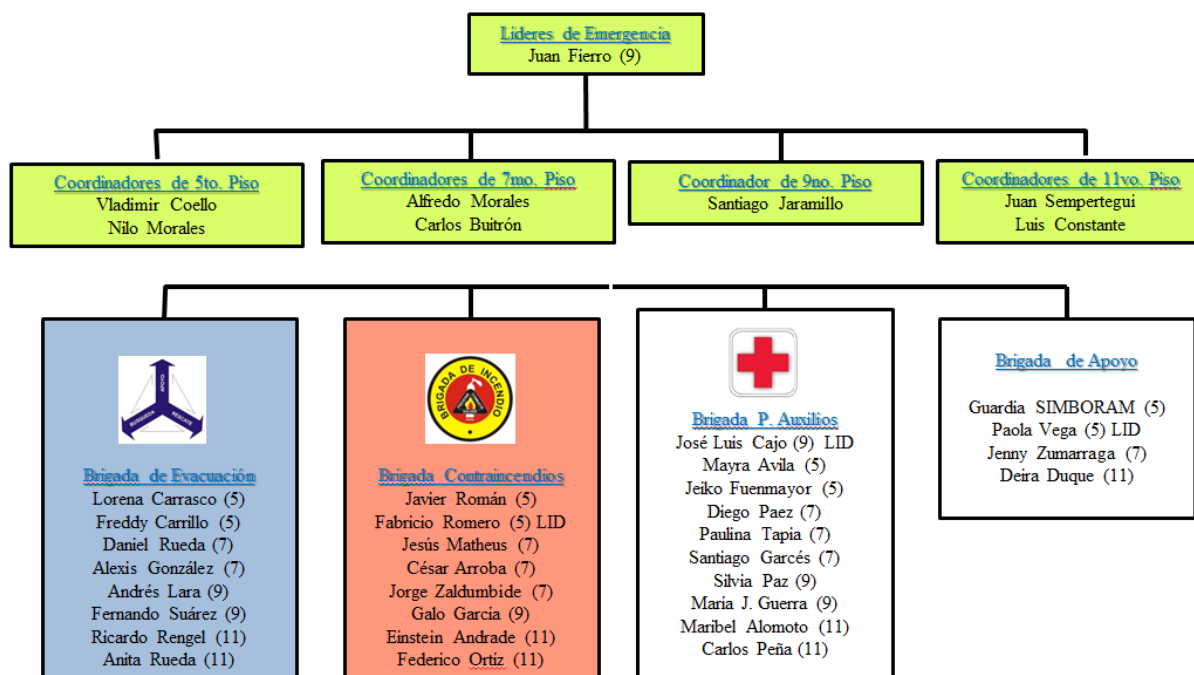 Lideres de Emergencia
Juan Fierro (9)
Coordinadores de 5to. Piso
Vladimir Coello
Nilo Morales
Coordinadores de 7mo. Piso
Alfredo Morales
Carlos Buitrón
Coordinador de 9no. Piso
Santiago Jaramillo
Coordinadores de 11vo. Piso
Juan Sempertegui
Luis Constante
APOYO
BUSQUEDA
RESCATE
Brigada de Evacuación
Lorena Carrasco (5)
Freddy Carrillo (5)
Daniel Rueda (7)
Alexis González (7)
Andrés Lara (9)
Fernando Suárez (9)
Ricardo Rengel (11)
Anita Rueda (11)
BRIGADA DE INCENDIO
Brigada Contraincendios
Javier Román (5)
Fabricio Romero (5) LID
Jesús Matheus (7)
César Arroba (7)
Jorge Zaldumbide (7)
Galo García (9)
Einstein Andrade (11)
Federico Ortiz (11)
Brigada P. Auxilios
José Luis Cajo (9) LID
Mayra Avila (5)
Jeiko Fuenmayor (5)
Diego Paez (7)
Paulina Tapia (7)
Santiago Garcés (7)
Silvia Paz (9)
María J. Guerra (9)
Maribel Alomoto (11)
Carlos Peña (11)
Brigada de Apoyo
Guardia SIMBORAM (5)
Paola Vega (5) LID
Jenny Zumarraga (7)
Deira Duque (11)